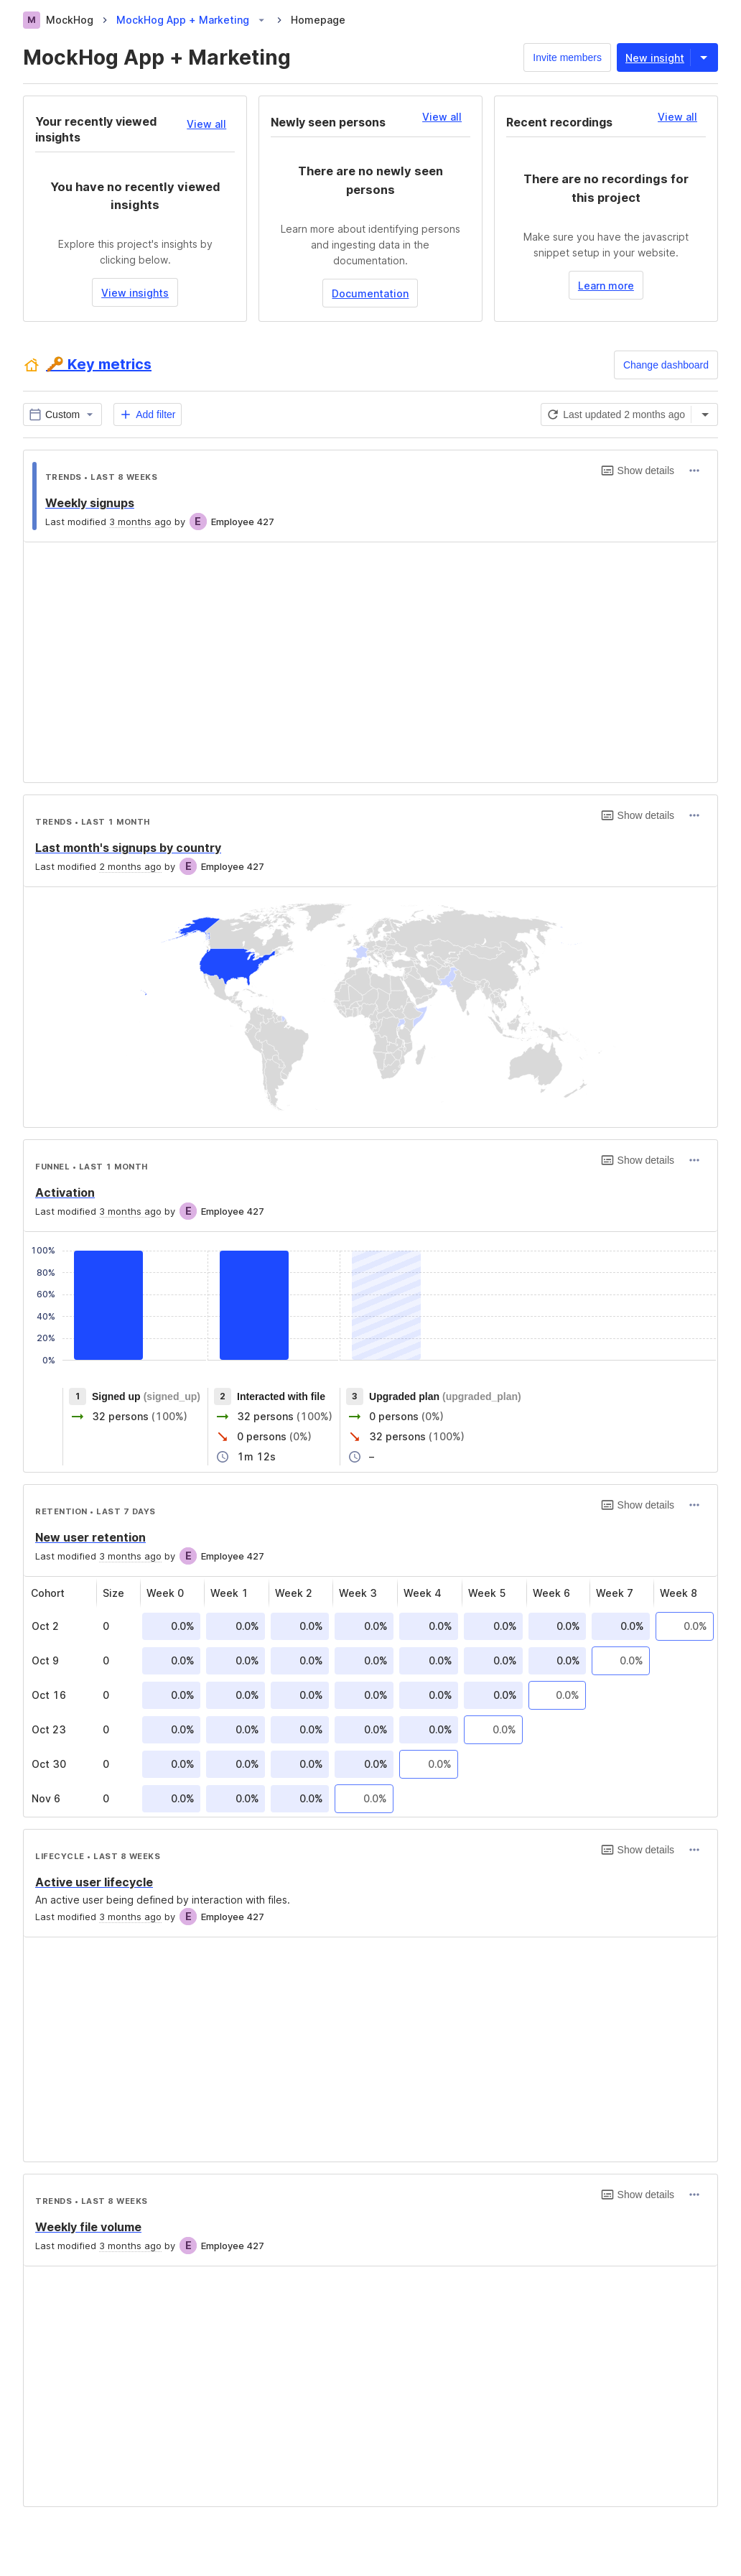 M MockHog > MockHog App + Marketing > Homepage
MockHog App + Marketing
Invite members
New insight
Your recently viewed
insights
View all
You have no recently viewed
insights
Explore this project's insights by
clicking below.
View insights
Newly seen persons
View all
There are no newly seen
persons
Learn more about identifying persons
and ingesting data in the
documentation.
Documentation
Recent recordings
View all
There are no recordings for
this project
Make sure you have the javascript
snippet setup in your website.
Learn more
🔑 Key metrics
Change dashboard
Custom
+ Add filter
Last updated 2 months ago
TRENDS • LAST 8 WEEKS
Show details
Weekly signups
Last modified 3 months ago by E Employee 427
TRENDS • LAST 1 MONTH
Show details
Last month's signups by country
Last modified 2 months ago by E Employee 427
FUNNEL • LAST 1 MONTH
Show details
Activation
Last modified 3 months ago by E Employee 427
100%
80%
60%
40%
20%
0%
1 Signed up (signed_up)
32 persons (100%)
2 Interacted with file
32 persons (100%)
0 persons (0%)
1m 12s
3 Upgraded plan (upgraded_plan)
0 persons (0%)
32 persons (100%)
–
RETENTION • LAST 7 DAYS
Show details
New user retention
Last modified 3 months ago by E Employee 427
Cohort Size Week 0 Week 1 Week 2 Week 3 Week 4 Week 5 Week 6 Week 7 Week 8
Oct 2 0 0.0% 0.0% 0.0% 0.0% 0.0% 0.0% 0.0% 0.0% 0.0%
Oct 9 0 0.0% 0.0% 0.0% 0.0% 0.0% 0.0% 0.0% 0.0%
Oct 16 0 0.0% 0.0% 0.0% 0.0% 0.0% 0.0% 0.0%
Oct 23 0 0.0% 0.0% 0.0% 0.0% 0.0% 0.0%
Oct 30 0 0.0% 0.0% 0.0% 0.0% 0.0%
Nov 6 0 0.0% 0.0% 0.0% 0.0%
LIFECYCLE • LAST 8 WEEKS
Show details
Active user lifecycle
An active user being defined by interaction with files.
Last modified 3 months ago by E Employee 427
TRENDS • LAST 8 WEEKS
Show details
Weekly file volume
Last modified 3 months ago by E Employee 427